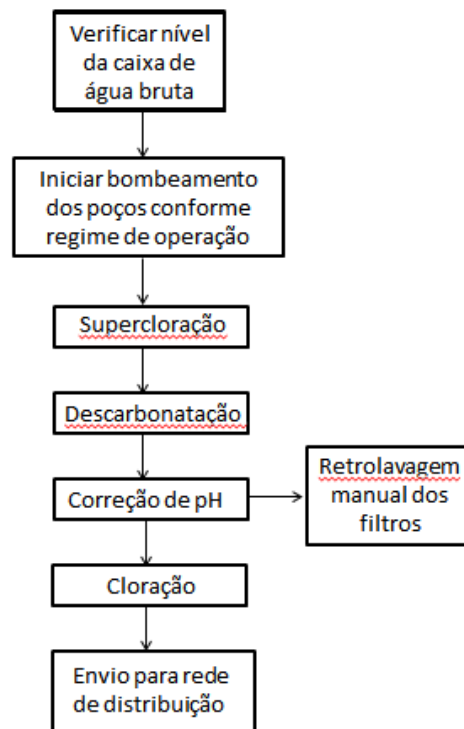 Verificar nível
da caixa de
água bruta
Iniciar bombeamento
dos poços conforme
regime de operação
Supercloração
Descarbonatação
Correção de pH
Retrolavagem
manual dos
filtros
Cloração
Envio para rede
de distribuição